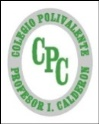 COLEGIO POLIVALENTE
CPC
PROFESOR I. CALDERON